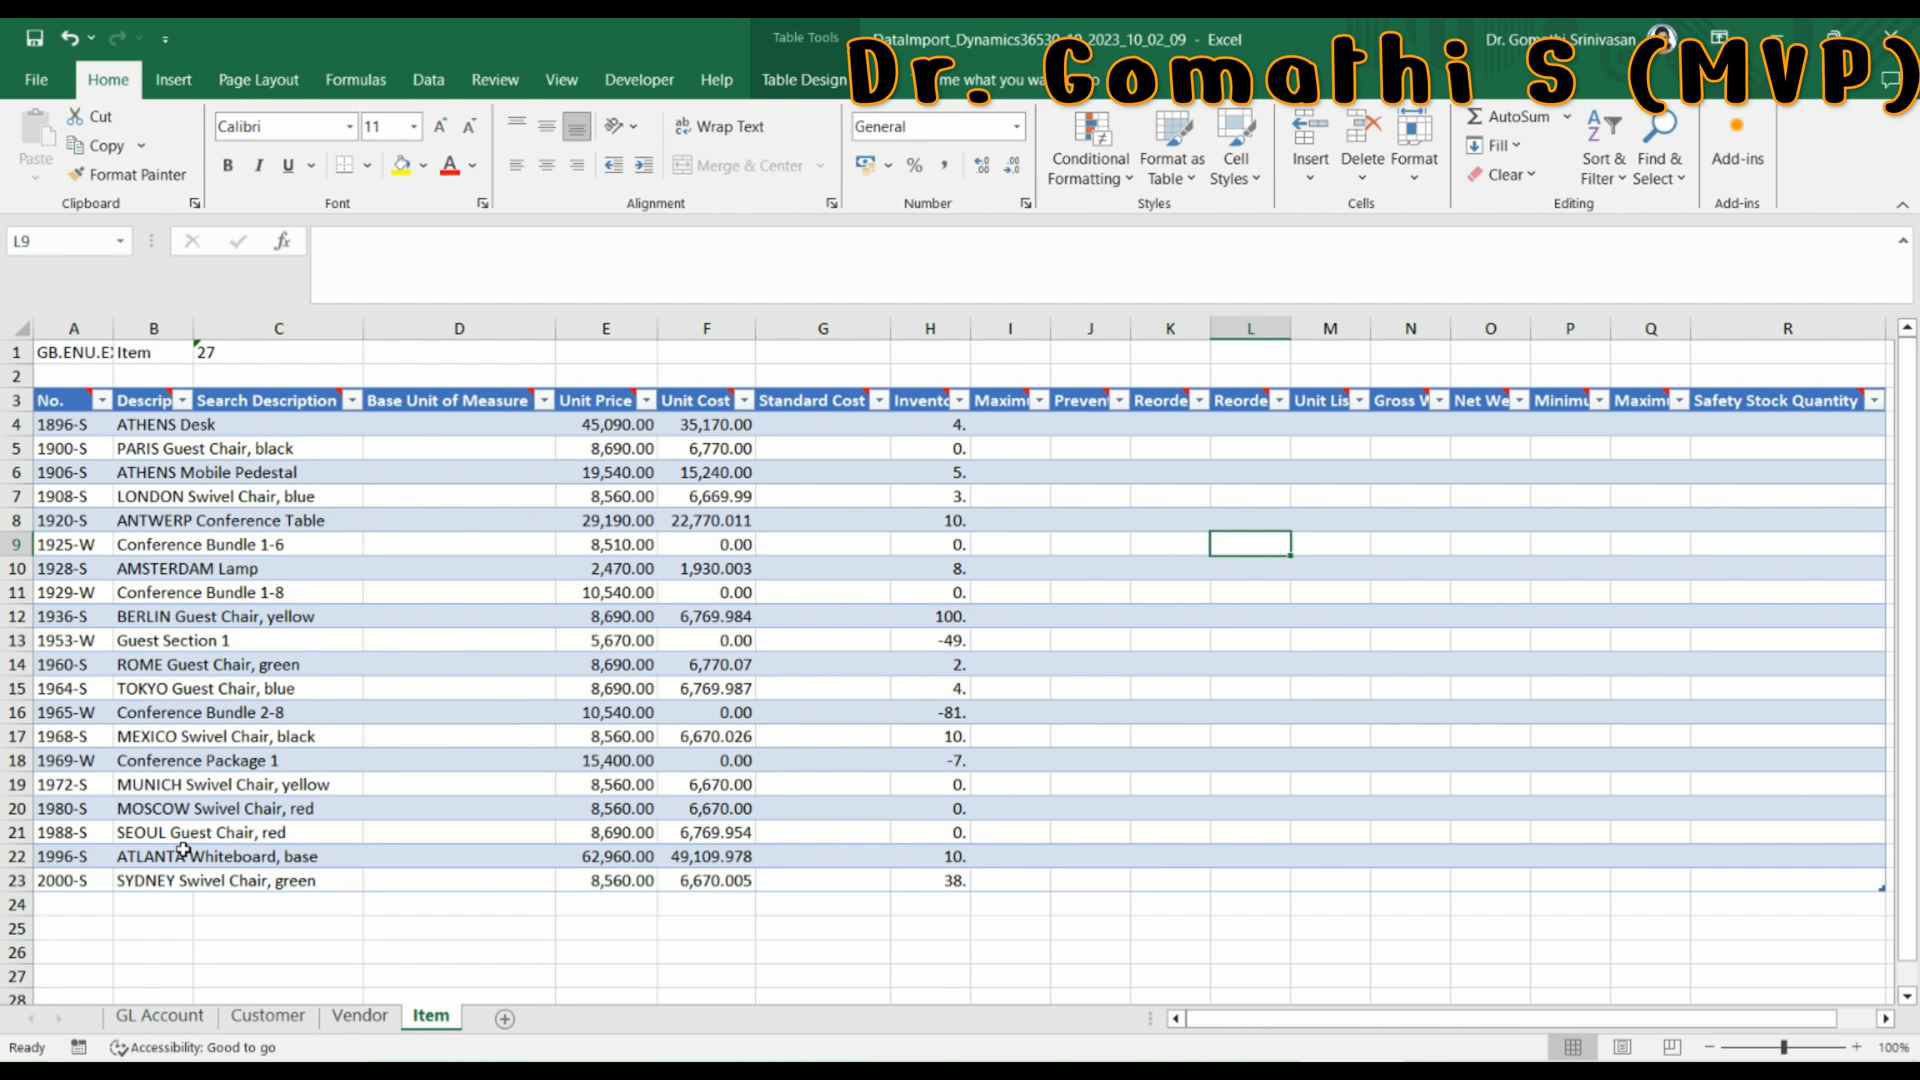 Table Tools
DataImport_Dynamics36530_10_2023_10_02_09 - Excel
Dr. Gomathi Srinivasan
Dr. Gomathi S (MVP)
File Home Insert Page Layout Formulas Data Review View Developer Help Table Design me what you wa
Cut
Copy
Format Painter
Paste
Clipboard
Calibri 11
B I U
Font
Wrap Text
Merge & Center
Alignment
General
Number
Conditional Formatting
Format as Table
Cell Styles
Styles
Insert Delete Format
Cells
AutoSum
Fill
Clear
Sort & Filter
Find & Select
Editing
Add-ins
Add-ins
L9 fx
A B C D E F G H I J K L M N O P Q R
1 GB.ENU.E Item 27
2
3 No. Descrip Search Description Base Unit of Measure Unit Price Unit Cost Standard Cost Invento Maxim Preven Reorde Reorde Unit Lis Gross W Net We Minimu Maxim Safety Stock Quantity
4 1896-S ATHENS Desk 45,090.00 35,170.00 4.
5 1900-S PARIS Guest Chair, black 8,690.00 6,770.00 0.
6 1906-S ATHENS Mobile Pedestal 19,540.00 15,240.00 5.
7 1908-S LONDON Swivel Chair, blue 8,560.00 6,669.99 3.
8 1920-S ANTWERP Conference Table 29,190.00 22,770.011 10.
9 1925-W Conference Bundle 1-6 8,510.00 0.00 0.
10 1928-S AMSTERDAM Lamp 2,470.00 1,930.003 8.
11 1929-W Conference Bundle 1-8 10,540.00 0.00 0.
12 1936-S BERLIN Guest Chair, yellow 8,690.00 6,769.984 100.
13 1953-W Guest Section 1 5,670.00 0.00 -49.
14 1960-S ROME Guest Chair, green 8,690.00 6,770.07 2.
15 1964-S TOKYO Guest Chair, blue 8,690.00 6,769.987 4.
16 1965-W Conference Bundle 2-8 10,540.00 0.00 -81.
17 1968-S MEXICO Swivel Chair, black 8,560.00 6,670.026 10.
18 1969-W Conference Package 1 15,400.00 0.00 -7.
19 1972-S MUNICH Swivel Chair, yellow 8,560.00 6,670.00 0.
20 1980-S MOSCOW Swivel Chair, red 8,560.00 6,670.00 0.
21 1988-S SEOUL Guest Chair, red 8,690.00 6,769.954 0.
22 1996-S ATLANTA Whiteboard, base 62,960.00 49,109.978 10.
23 2000-S SYDNEY Swivel Chair, green 8,560.00 6,670.005 38.
24
25
26
27
28
GL Account Customer Vendor Item
Ready Accessibility: Good to go 100%